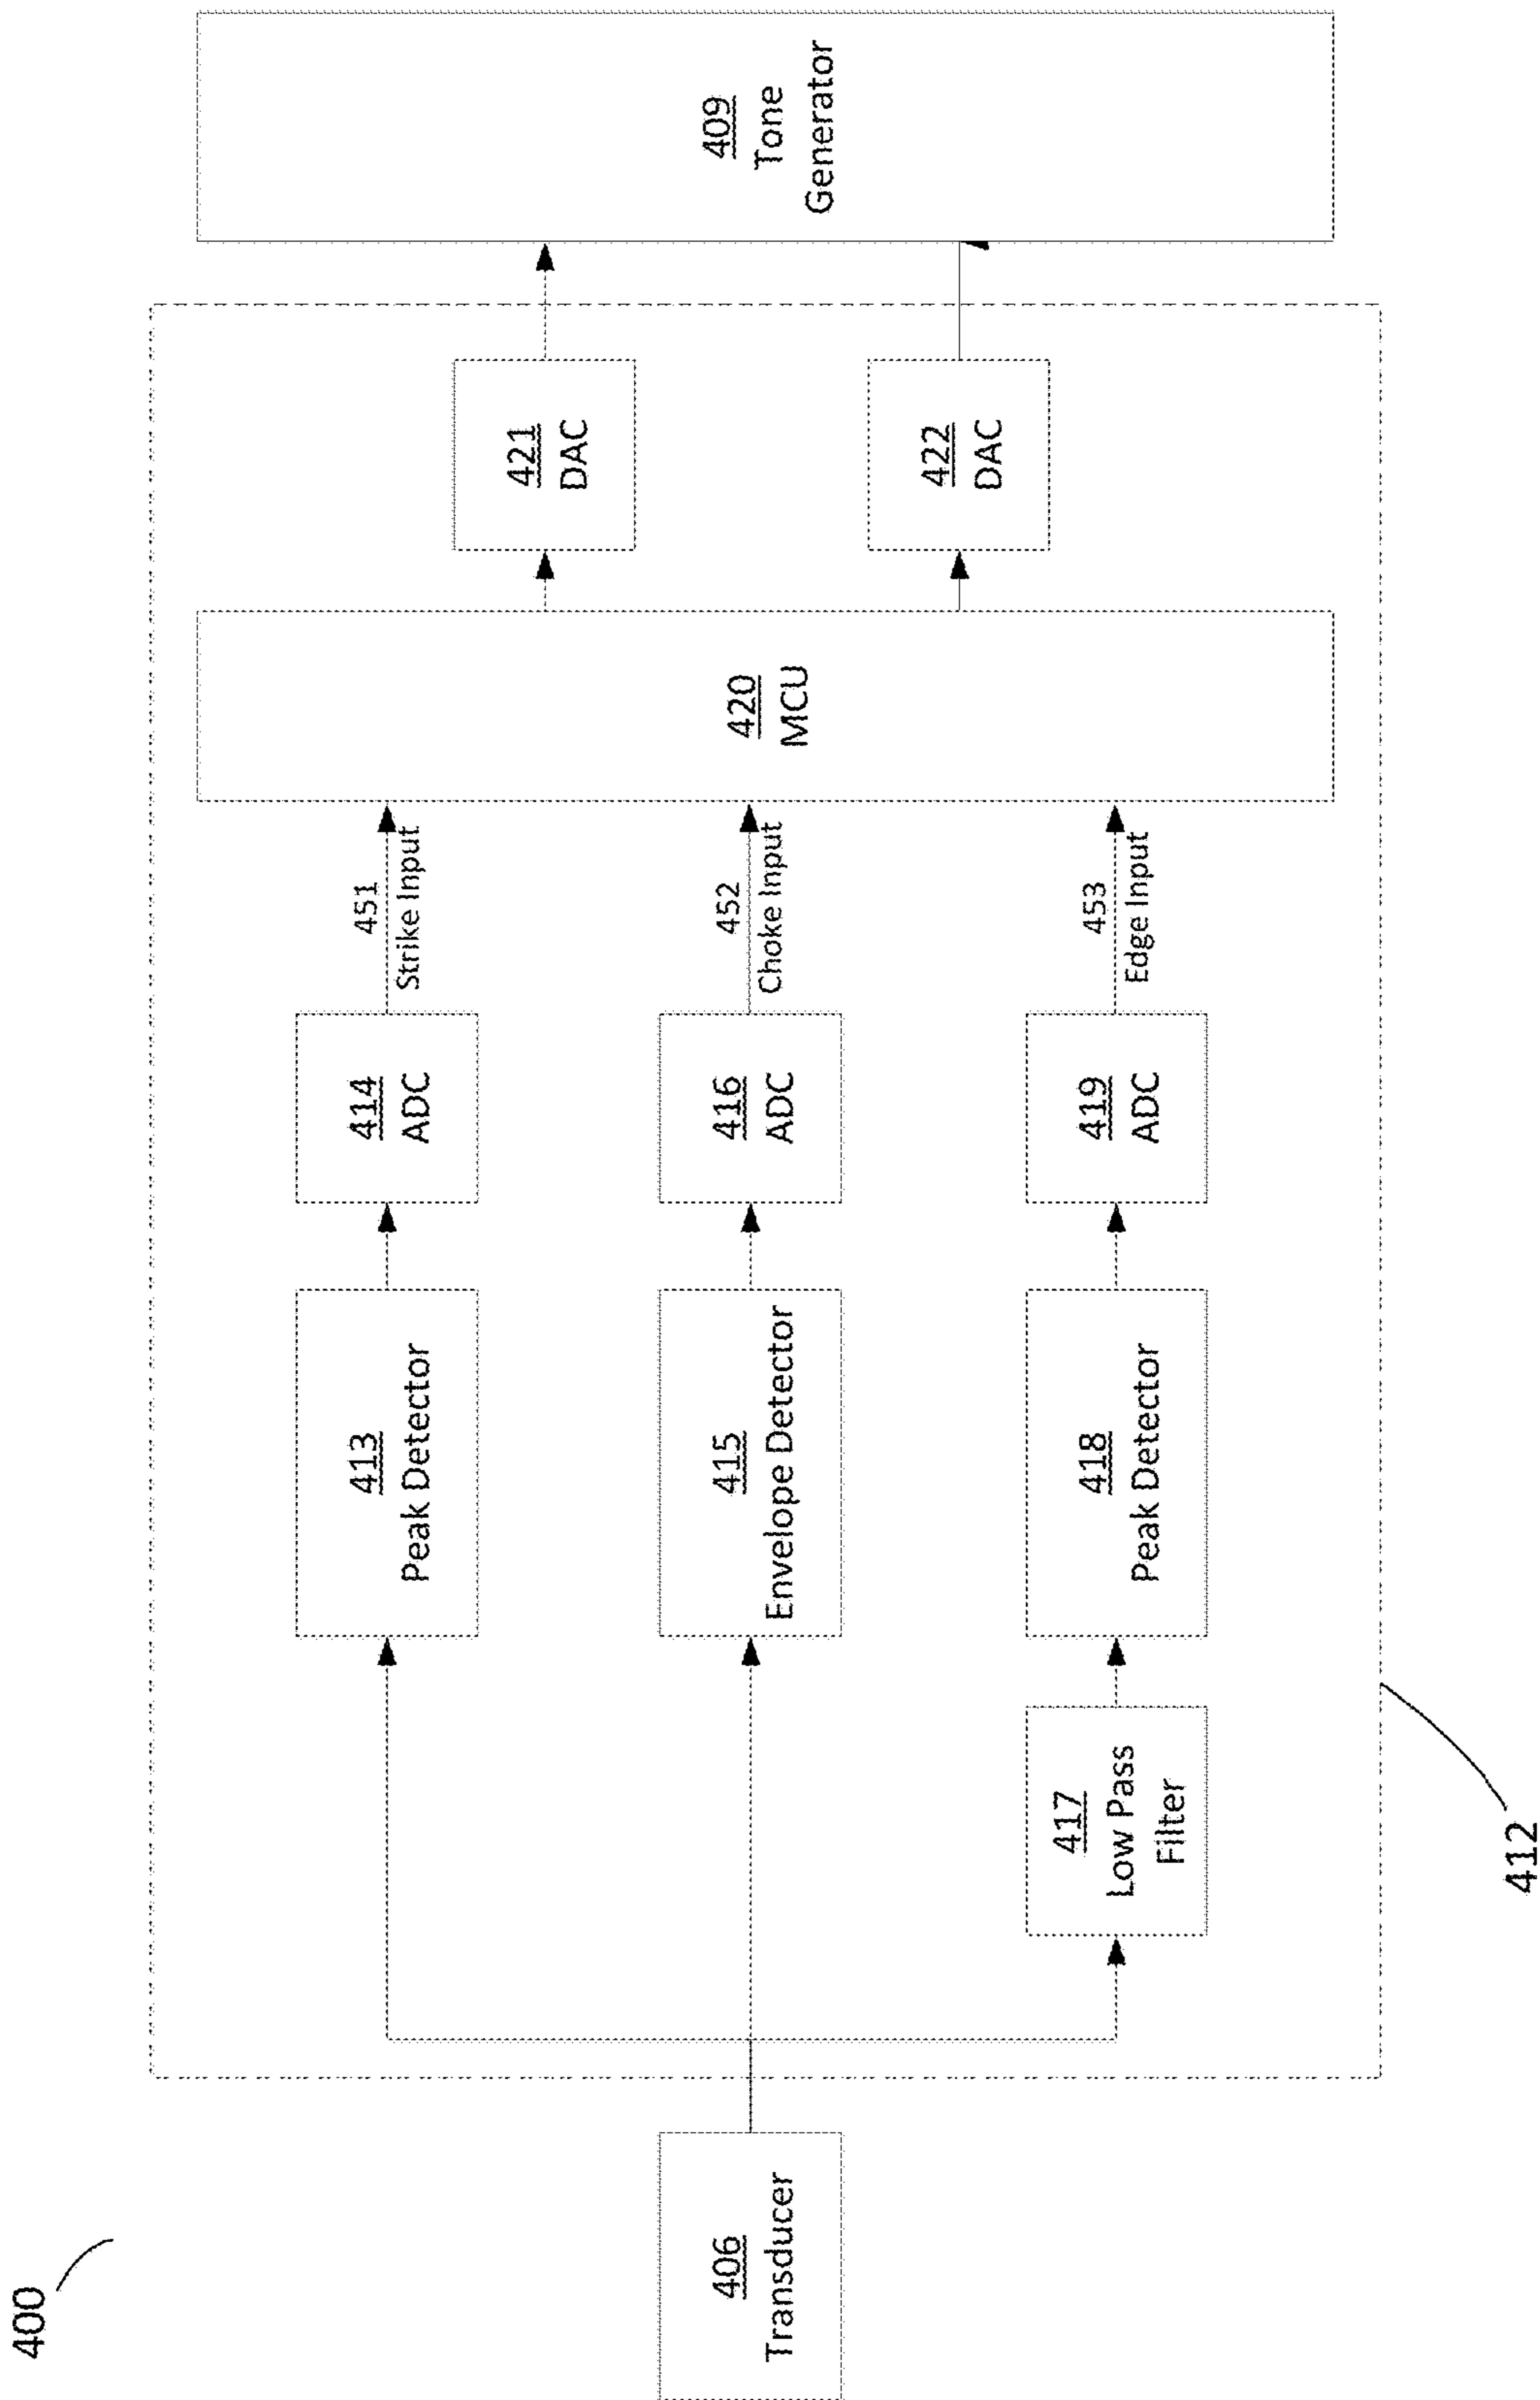 400
406
Transducer
412
413
Peak Detector
414
ADC
451
Strike Input
415
Envelope Detector
416
ADC
452
Choke Input
417
Low Pass
Filter
418
Peak Detector
419
ADC
453
Edge Input
420
MCU
421
DAC
422
DAC
409
Tone
Generator